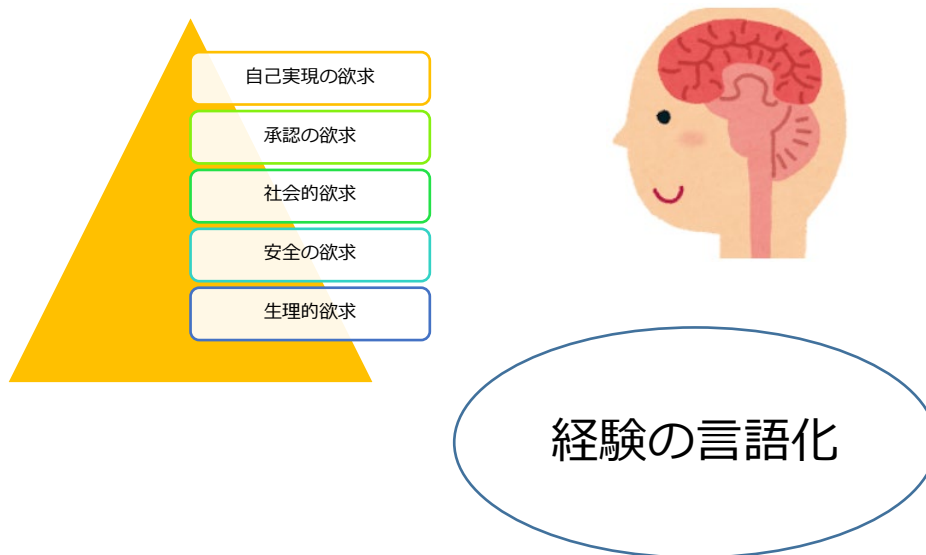 自己実現の欲求
承認の欲求
社会的欲求
安全の欲求
生理的欲求
経験の言語化